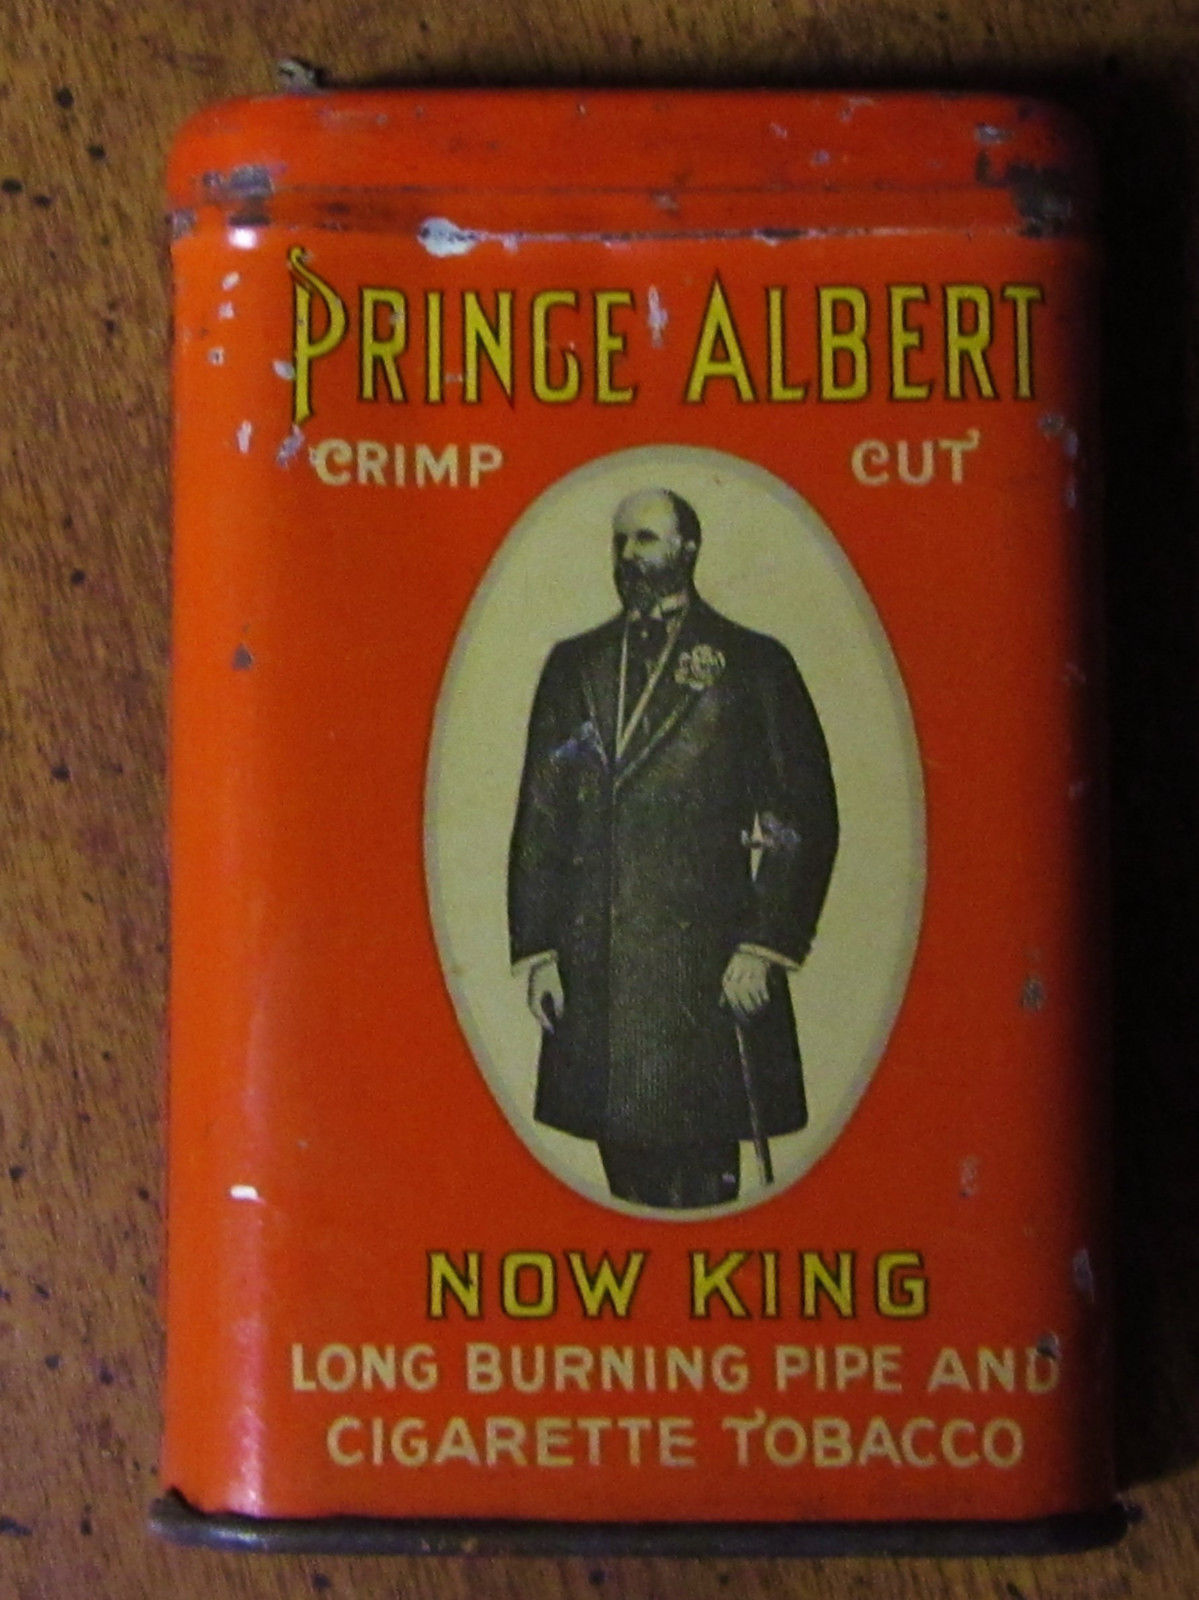 PRINCE ALBERT
CRIMP CUT
NOW KING
LONG BURNING PIPE AND
CIGARETTE TOBACCO